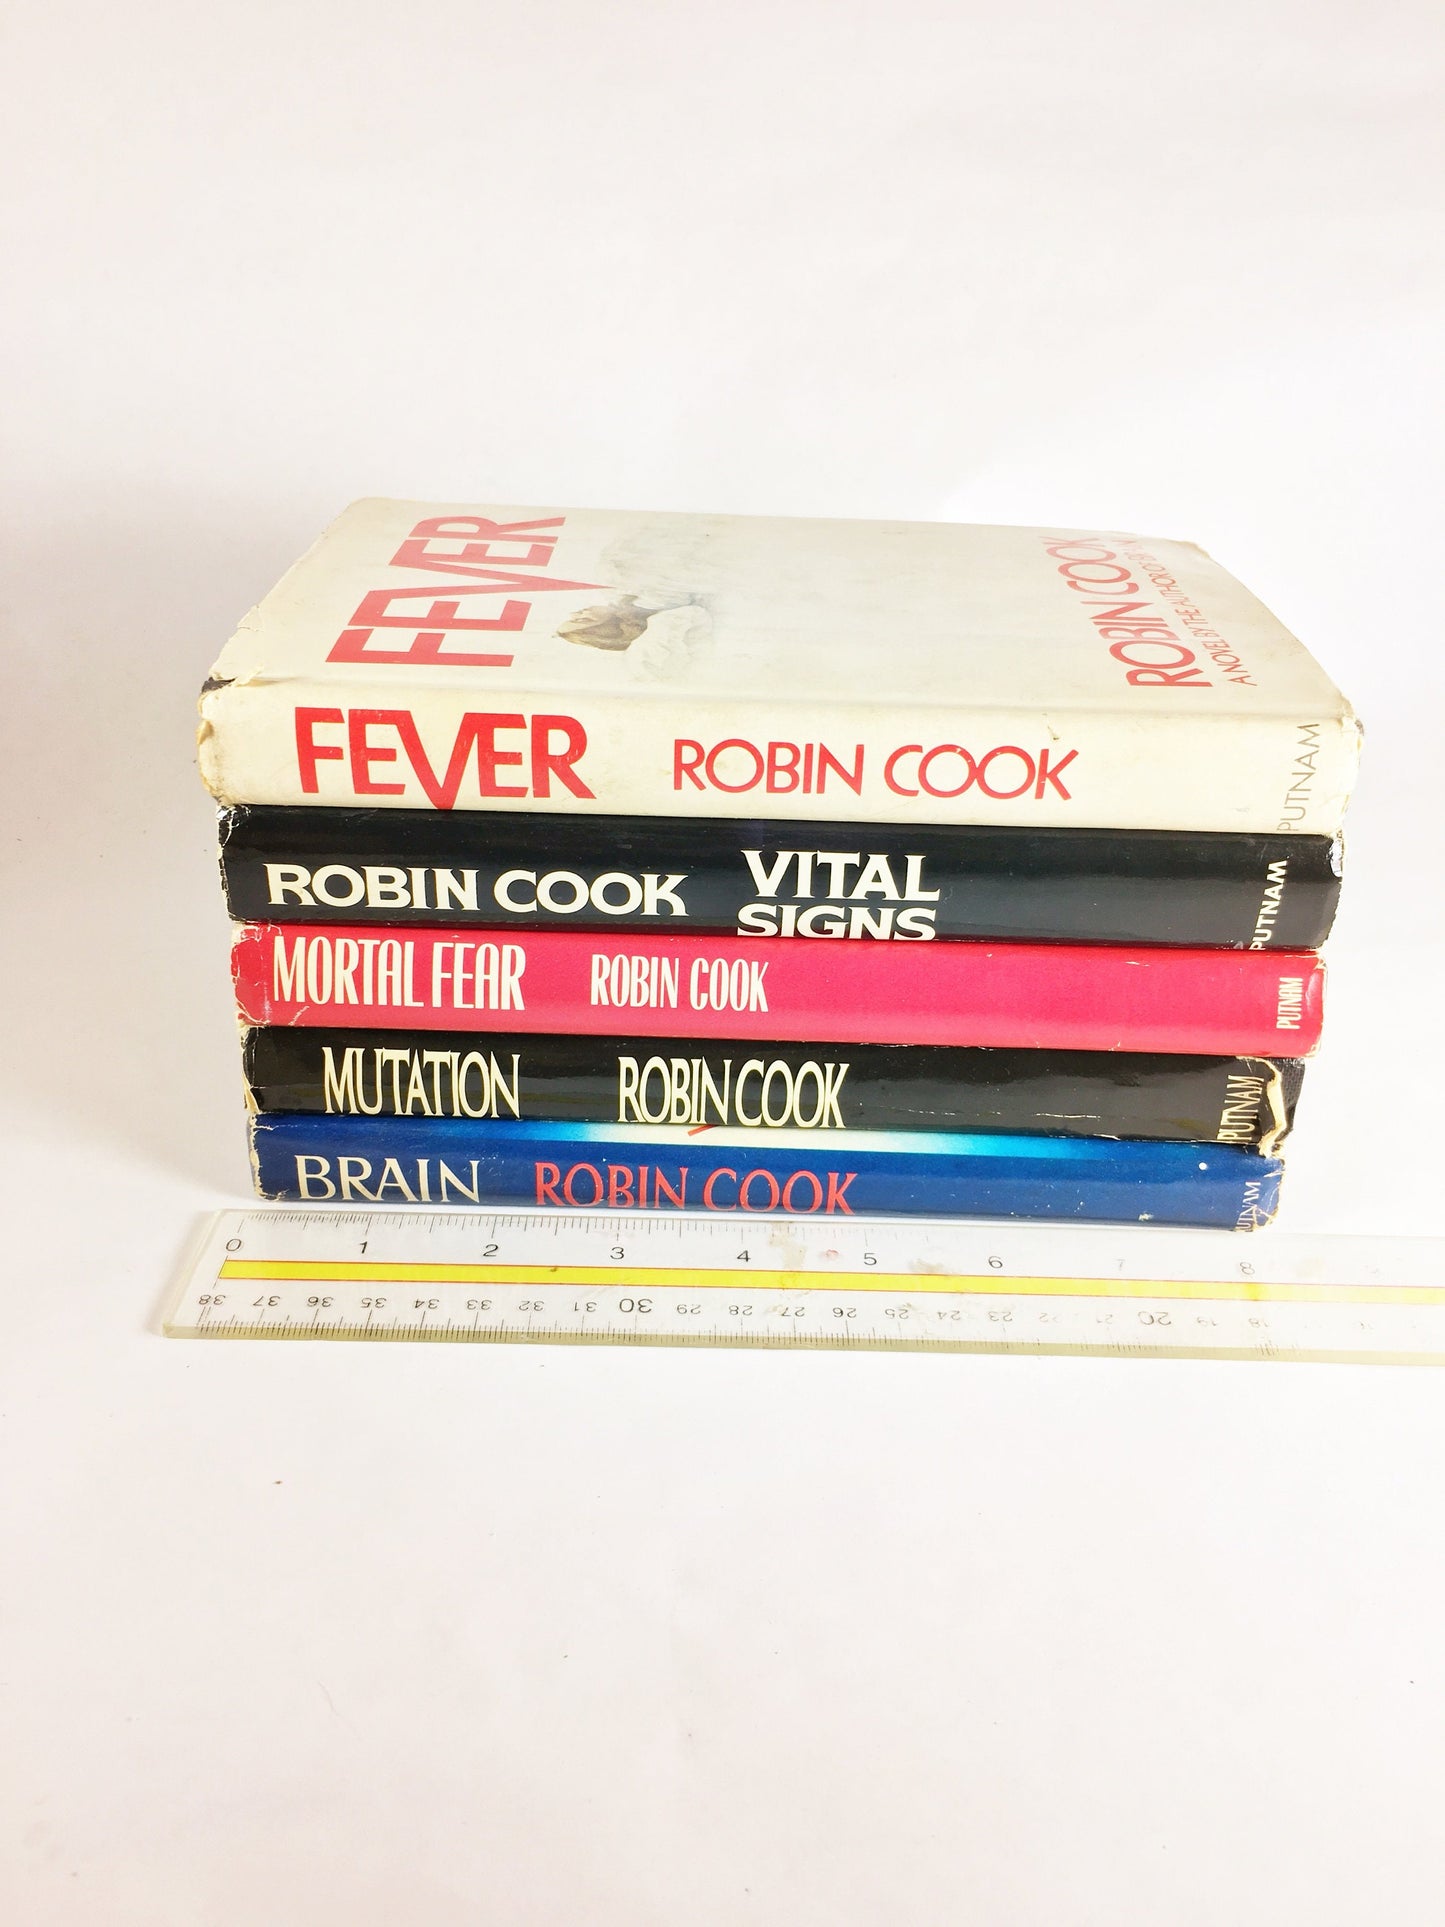 FEVER
ROBIN COOK
A NOVEL BY THE AUTHOR OF
FEVER ROBIN COOK PUTNAM
ROBIN COOK VITAL SIGNS PUTNAM
MORTAL FEAR ROBIN COOK PUTNAM
MUTATION ROBIN COOK PUTNAM
BRAIN ROBIN COOK PUTNAM
0 1 2 3 4 5 6 7 8
38 37 36 35 34 33 32 31 30 29 28 27 26 25 24 23 22 21 20 19 18 17 16